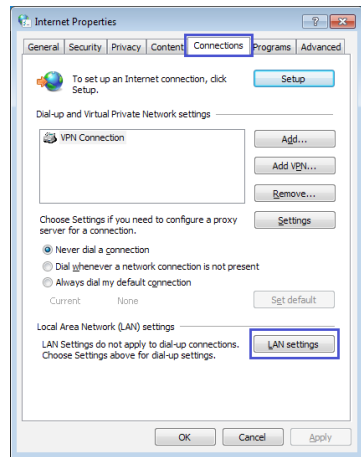 Internet Properties
General Security Privacy Content Connections Programs Advanced
To set up an Internet connection, click
Setup.
Setup
Dial-up and Virtual Private Network settings
VPN Connection
Add...
Add VPN...
Remove...
Choose Settings if you need to configure a proxy
server for a connection.
Settings
Never dial a connection
Dial whenever a network connection is not present
Always dial my default connection
Current None
Set default
Local Area Network (LAN) settings
LAN Settings do not apply to dial-up connections.
Choose Settings above for dial-up settings.
LAN settings
OK Cancel Apply